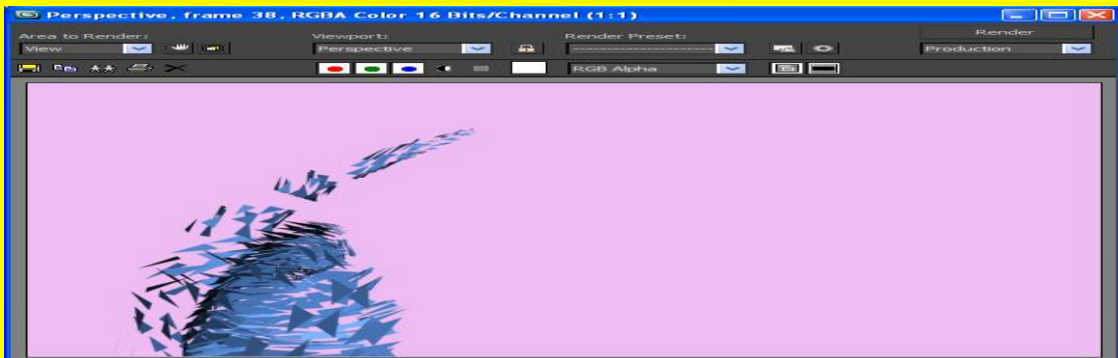 Perspective, frame 38, RGBA Color 16 Bits/Channel (1:1)
Area to Render: Viewport: Render Preset: Render
View Perspective -------------------- Production
RGB Alpha